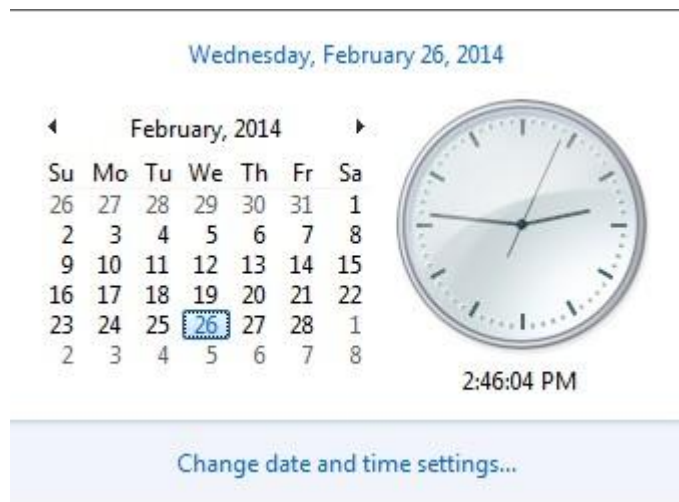 Wednesday, February 26, 2014
February, 2014
Su Mo Tu We Th Fr Sa
26 27 28 29 30 31 1
2 3 4 5 6 7 8
9 10 11 12 13 14 15
16 17 18 19 20 21 22
23 24 25 26 27 28 1
2 3 4 5 6 7 8
2:46:04 PM
Change date and time settings...